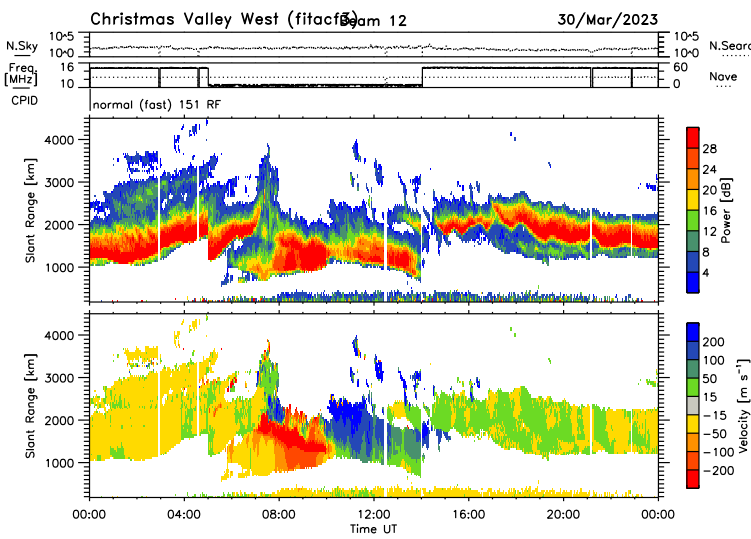 Christmas Valley West (fitacf3) Beam 12 30/Mar/2023
N.Sky 10^5 10^0 10^5 10^0 N.Searc
Freq. [MHz] 16 10 60 0 Nave
CPID normal (fast) 151 RF
Slant Range [km] 4000 3000 2000 1000
Power [dB] 28 24 20 16 12 8 4
Slant Range [km] 4000 3000 2000 1000
Velocity [m s⁻¹] 200 100 50 15 -15 -50 -100 -200
00:00 04:00 08:00 12:00 16:00 20:00 00:00
Time UT